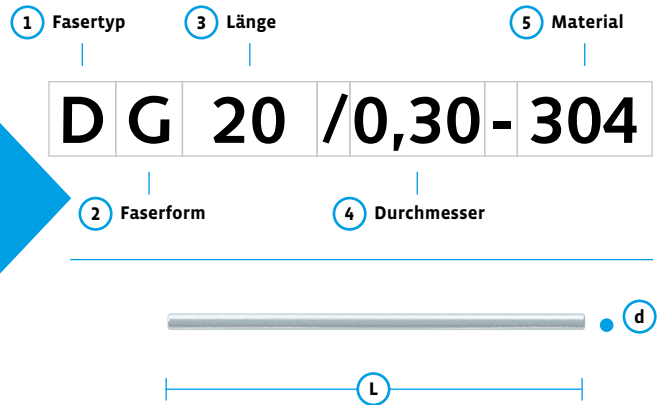 1 Fasertyp 3 Länge 5 Material
D G 20 /0,30 - 304
2 Faserform 4 Durchmesser
d
L